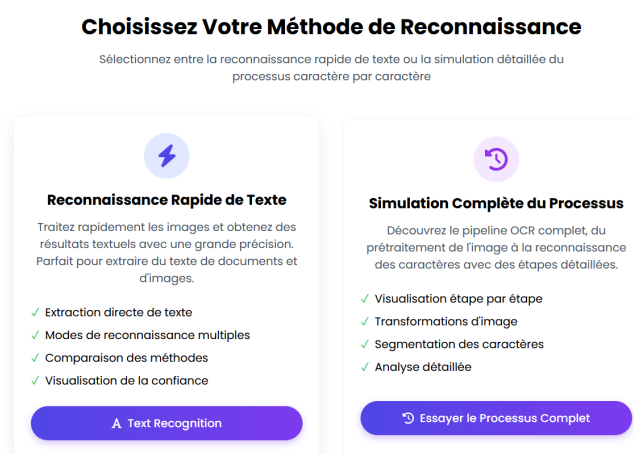 Choisissez Votre Méthode de Reconnaissance
Sélectionnez entre la reconnaissance rapide de texte ou la simulation détaillée du
processus caractère par caractère
Reconnaissance Rapide de Texte
Traitez rapidement les images et obtenez des
résultats textuels avec une grande précision.
Parfait pour extraire du texte de documents et
d'images.
✓ Extraction directe de texte
✓ Modes de reconnaissance multiples
✓ Comparaison des méthodes
✓ Visualisation de la confiance
Text Recognition
Simulation Complète du Processus
Découvrez le pipeline OCR complet, du
prétraitement de l'image à la reconnaissance
des caractères avec des étapes détaillées.
✓ Visualisation étape par étape
✓ Transformations d'image
✓ Segmentation des caractères
✓ Analyse détaillée
Essayer le Processus Complet